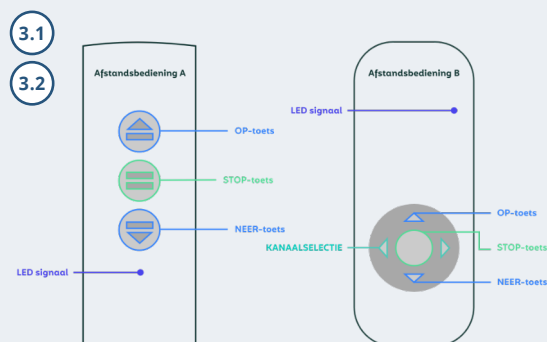 3.1
3.2
Afstandsbediening A
OP-toets
STOP-toets
NEER-toets
LED signaal
Afstandsbediening B
LED signaal
OP-toets
STOP-toets
KANAALSELECTIE
NEER-toets